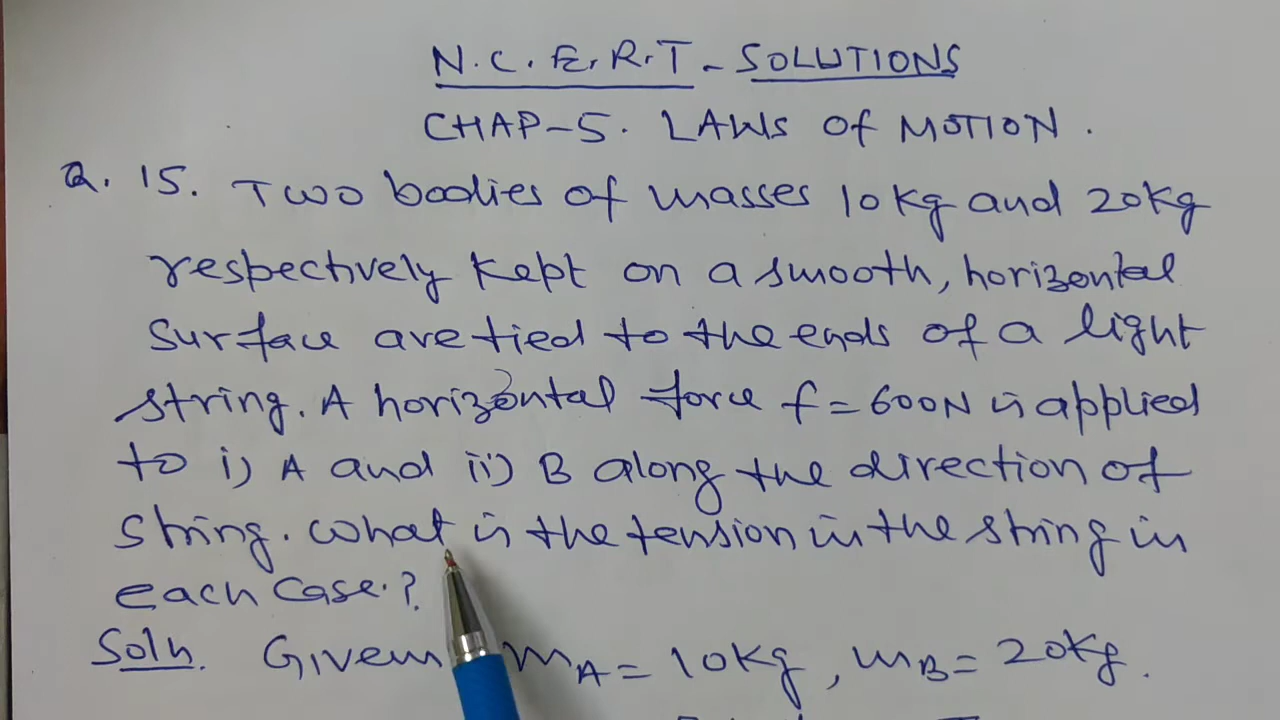 N.C.E.R.T - SOLUTIONS
CHAP-5. LAWS Of MOTION.
Q. 15. Two bodies of masses 10kg and 20kg
respectively kept on a smooth, horizontal
surface are tied to the ends of a light
string. A horizontal force f = 600N is applied
to i) A and ii) B along the direction of
string. What is the tension in the string in
each case.?
Soln. Given mA = 10kg, mB = 20kg.